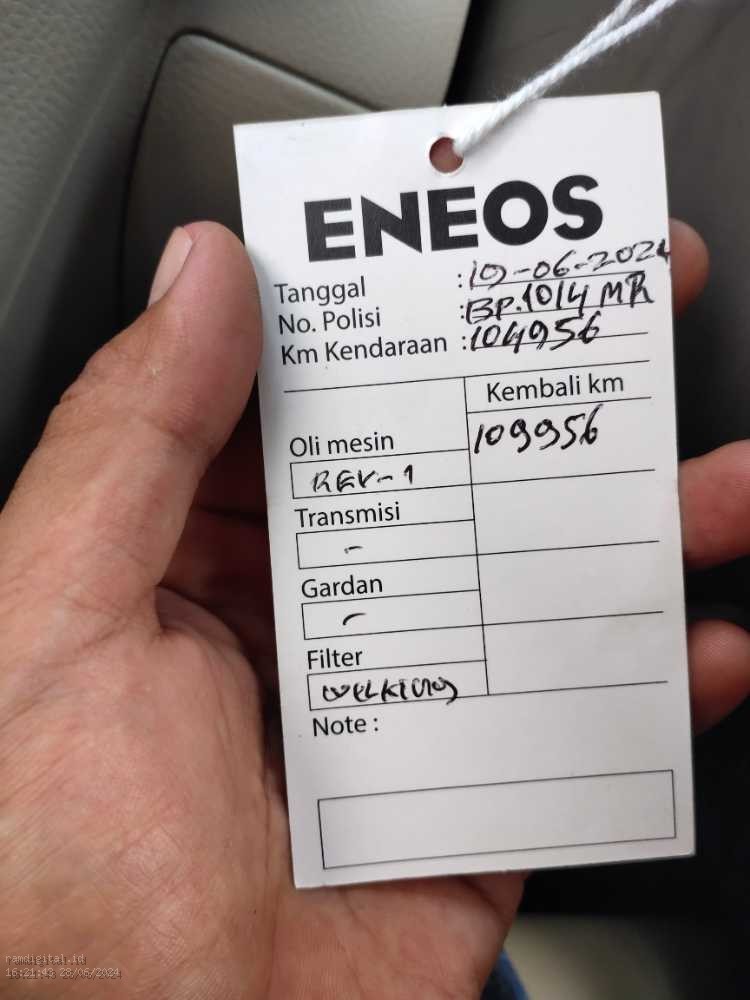 ENEOS
Tanggal : 10-06-2024
No. Polisi : BP.1014 MR
Km Kendaraan : 104956
Kembali km
Oli mesin 109956
REV-1
Transmisi
-
Gardan
-
Filter
Note :
ramdigital.id
16:21:43 28/06/2024